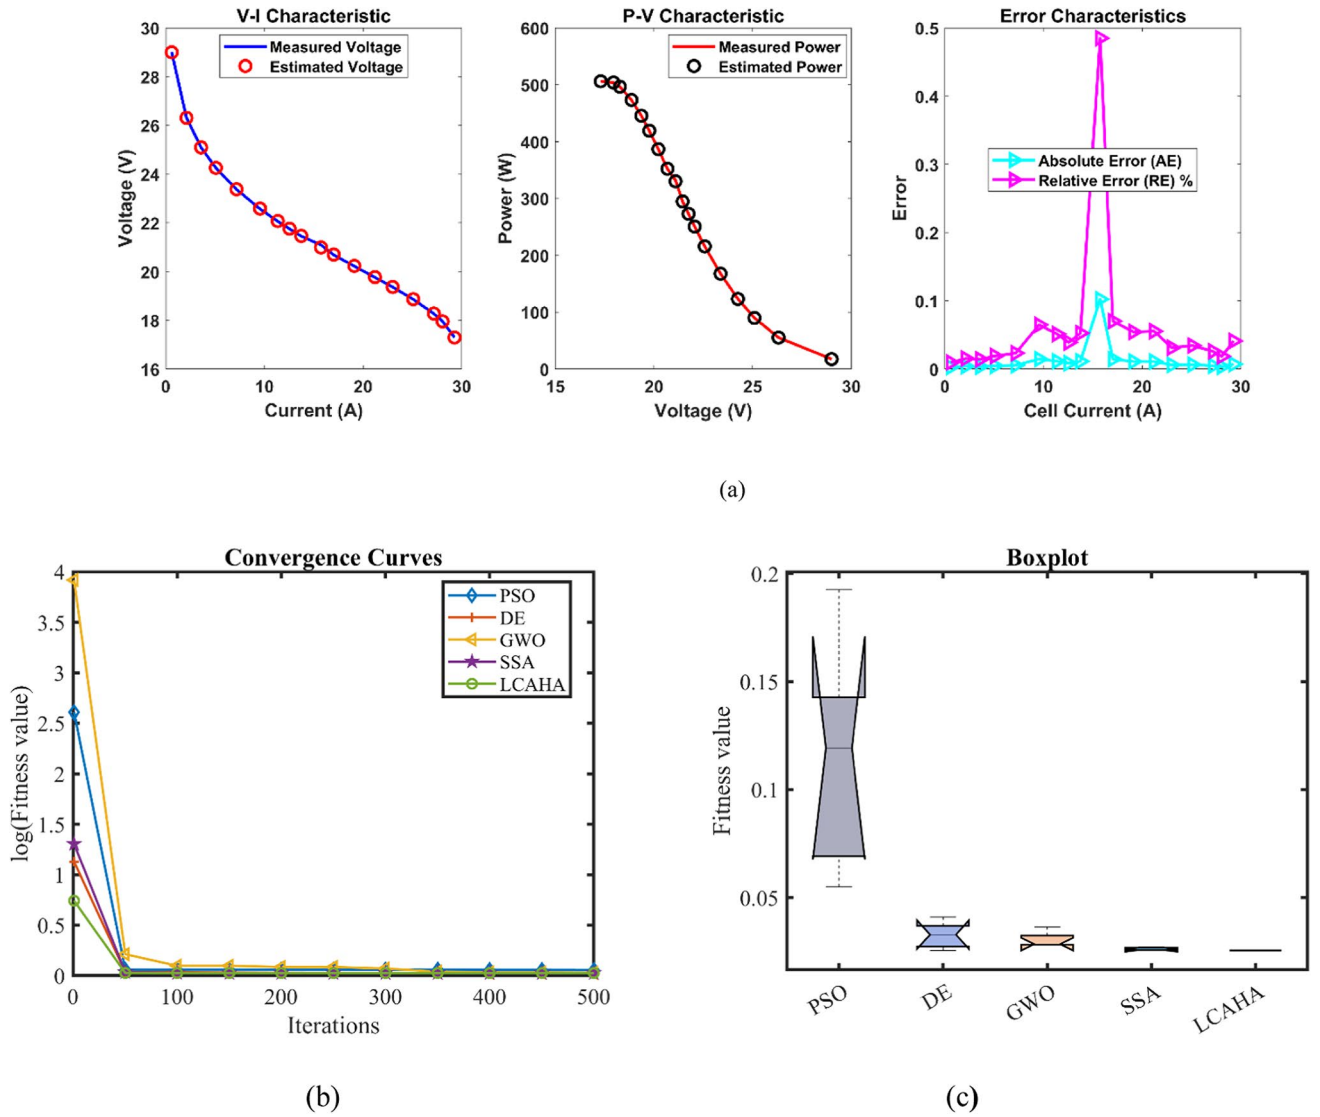 V-I Characteristic
30
28
26
24
22
20
18
16
0
10
20
30
Voltage (V)
Current (A)
Measured Voltage
Estimated Voltage
P-V Characteristic
600
500
400
300
200
100
0
15
20
25
30
Power (W)
Voltage (V)
Measured Power
Estimated Power
Error Characteristics
0.5
0.4
0.3
0.2
0.1
0
0
10
20
30
Error
Cell Current (A)
Absolute Error (AE)
Relative Error (RE) %
(a)
Convergence Curves
4
3.5
3
2.5
2
1.5
1
0.5
0
0
100
200
300
400
500
log(Fitness value)
Iterations
PSO
DE
GWO
SSA
LCAHA
(b)
Boxplot
0.2
0.15
0.1
0.05
Fitness value
PSO
DE
GWO
SSA
LCAHA
(c)